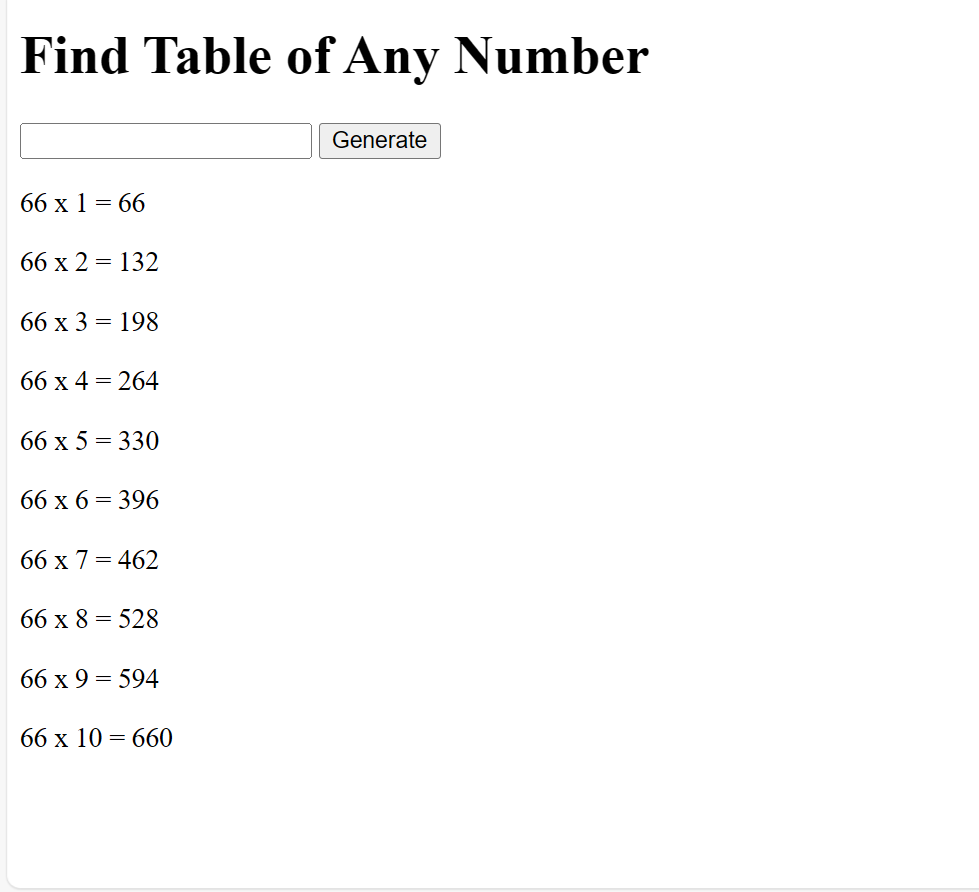 Find Table of Any Number
Generate
66 x 1 = 66
66 x 2 = 132
66 x 3 = 198
66 x 4 = 264
66 x 5 = 330
66 x 6 = 396
66 x 7 = 462
66 x 8 = 528
66 x 9 = 594
66 x 10 = 660